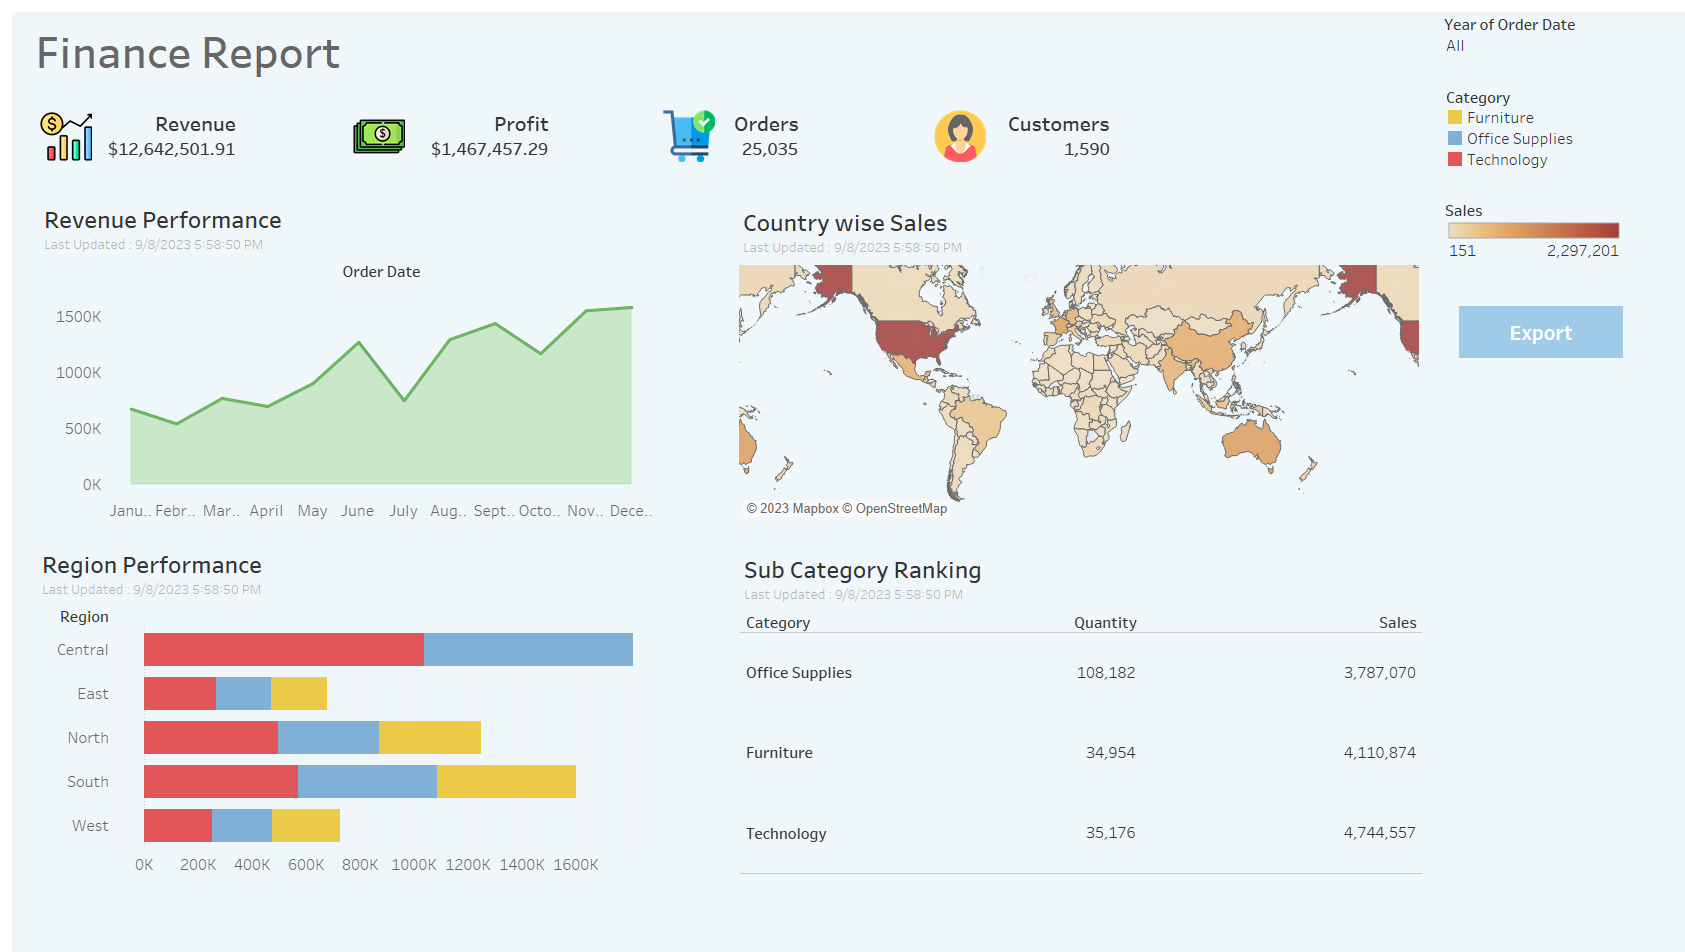 Finance Report
Year of Order Date
All
Revenue
$12,642,501.91
Profit
$1,467,457.29
Orders
25,035
Customers
1,590
Category
Furniture
Office Supplies
Technology
Sales
151 2,297,201
Export
Revenue Performance
Last Updated : 9/8/2023 5:58:50 PM
Order Date
1500K
1000K
500K
0K
Janu.. Febr.. Mar.. April May June July Aug.. Sept.. Octo.. Nov.. Dece..
Country wise Sales
Last Updated : 9/8/2023 5:58:50 PM
© 2023 Mapbox © OpenStreetMap
Region Performance
Last Updated : 9/8/2023 5:58:50 PM
Region
Central
East
North
South
West
0K 200K 400K 600K 800K 1000K 1200K 1400K 1600K
Sub Category Ranking
Last Updated : 9/8/2023 5:58:50 PM
Category Quantity Sales
Office Supplies 108,182 3,787,070
Furniture 34,954 4,110,874
Technology 35,176 4,744,557